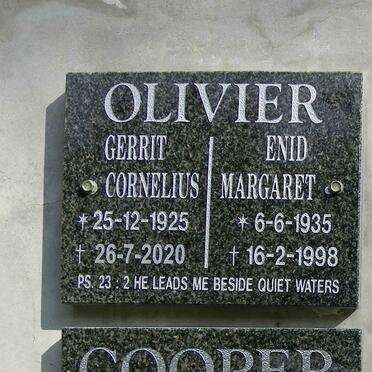 OLIVIER
GERRIT ENID
CORNELIUS MARGARET
*25-12-1925 *6-6-1935
†26-7-2020 †16-2-1998
PS. 23 : 2 HE LEADS ME BESIDE QUIET WATERS
COOPER